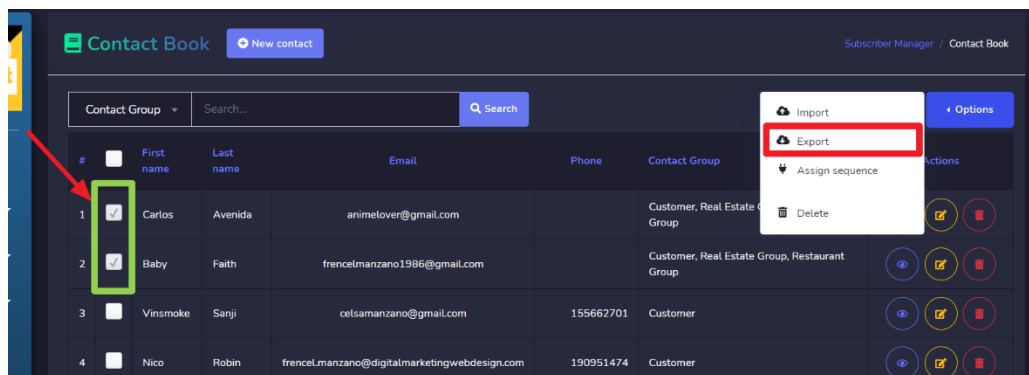 Contact Book
New contact
Subscriber Manager / Contact Book
Contact Group
Search...
Search
Options
Import
Export
Assign sequence
Delete
# First name Last name Email Phone Contact Group Actions
1 Carlos Avenida animelover@gmail.com Customer, Real Estate
Group
2 Baby Faith frencelmanzano1986@gmail.com Customer, Real Estate Group, Restaurant
Group
3 Vinsmoke Sanji celsamanzano@gmail.com 155662701 Customer
4 Nico Robin frencel.manzano@digitalmarketingwebdesign.com 190951474 Customer